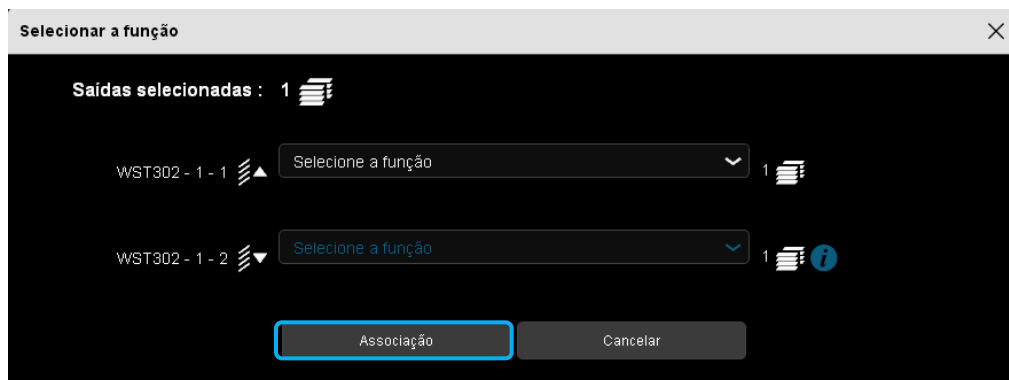 Selecionar a função
Saídas selecionadas : 1
WST302 - 1 - 1 Selecione a função 1
WST302 - 1 - 2 Selecione a função 1 i
Associação Cancelar